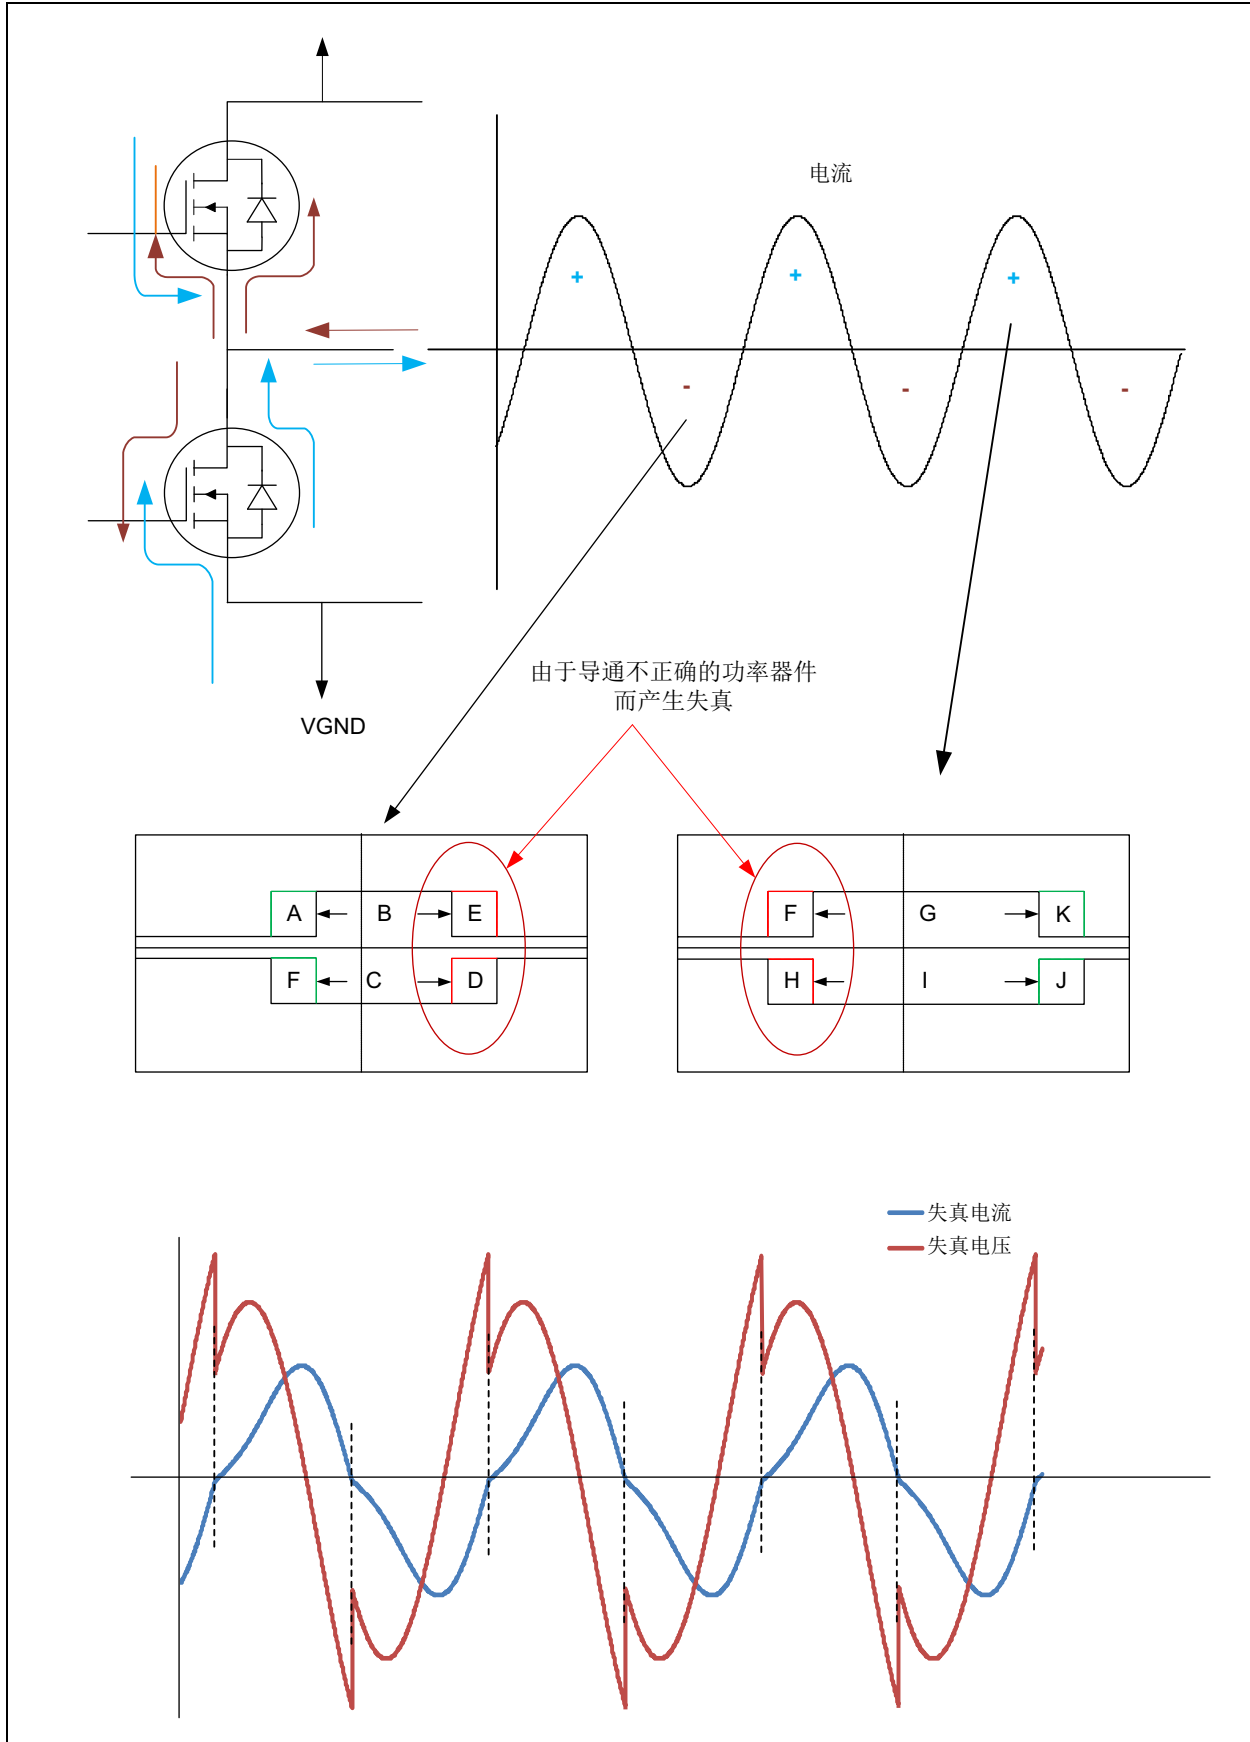 电流
+
+
+
-
-
-
由于导通不正确的功率器件
而产生失真
VGND
A B E
F C D
F G K
H I J
失真电流
失真电压